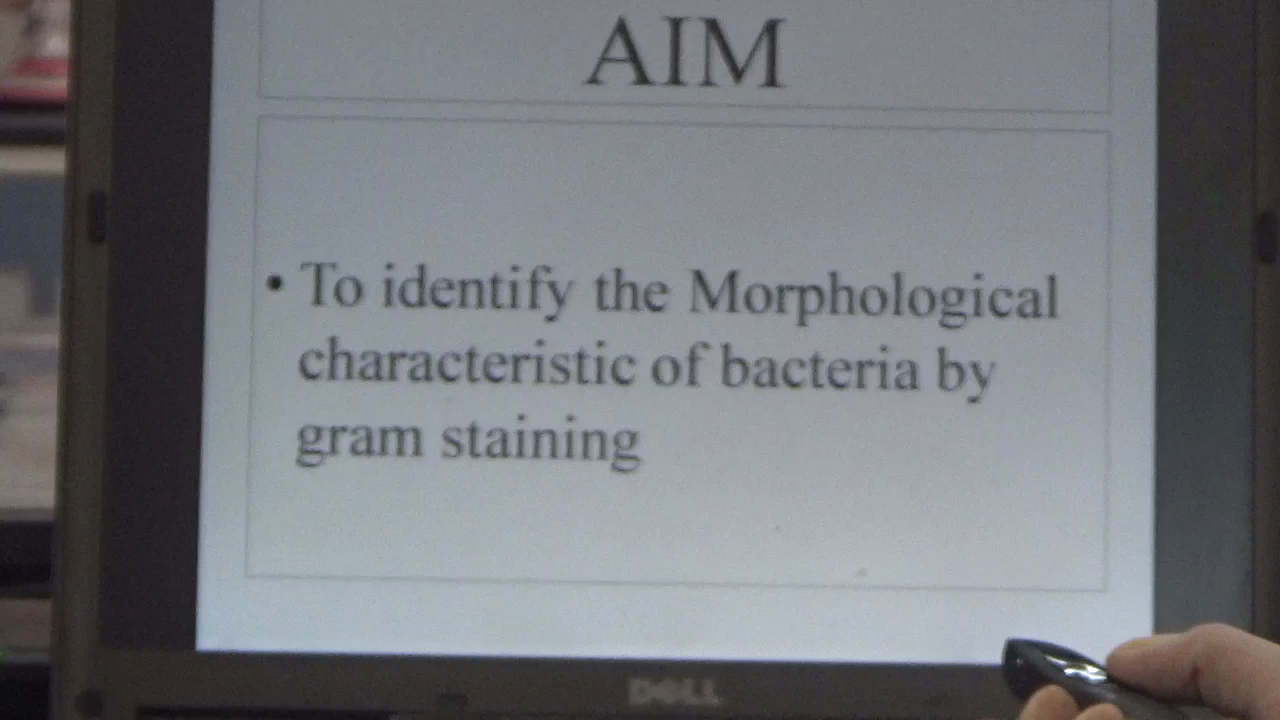 AIM
• To identify the Morphological
characteristic of bacteria by
gram staining
DELL